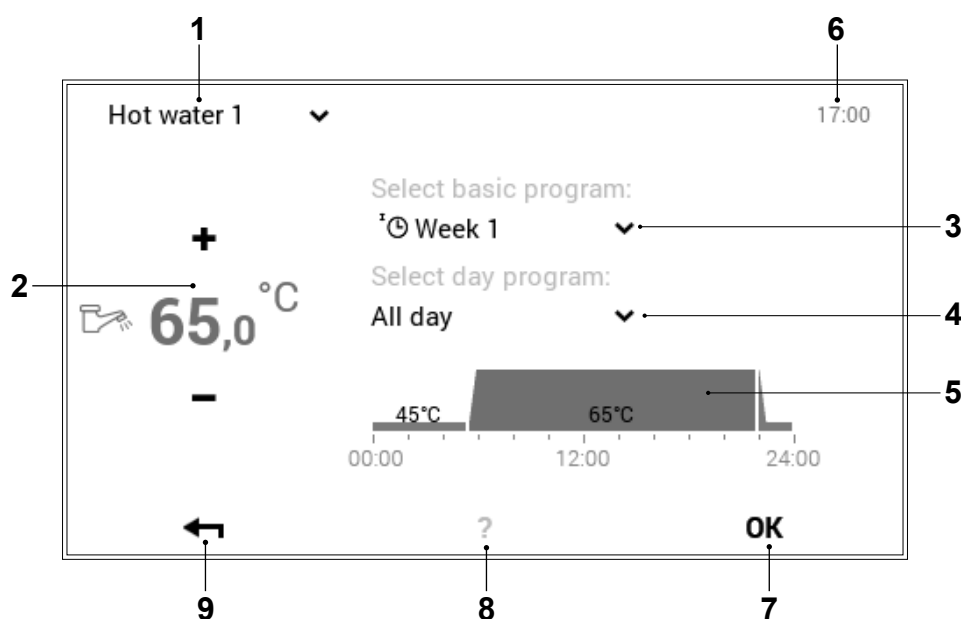 1
6
Hot water 1
17:00
Select basic program:
I Week 1
3
+
2
65,0 °C
Select day program:
All day
4
−
45°C
65°C
5
00:00
12:00
24:00
?
OK
9
8
7